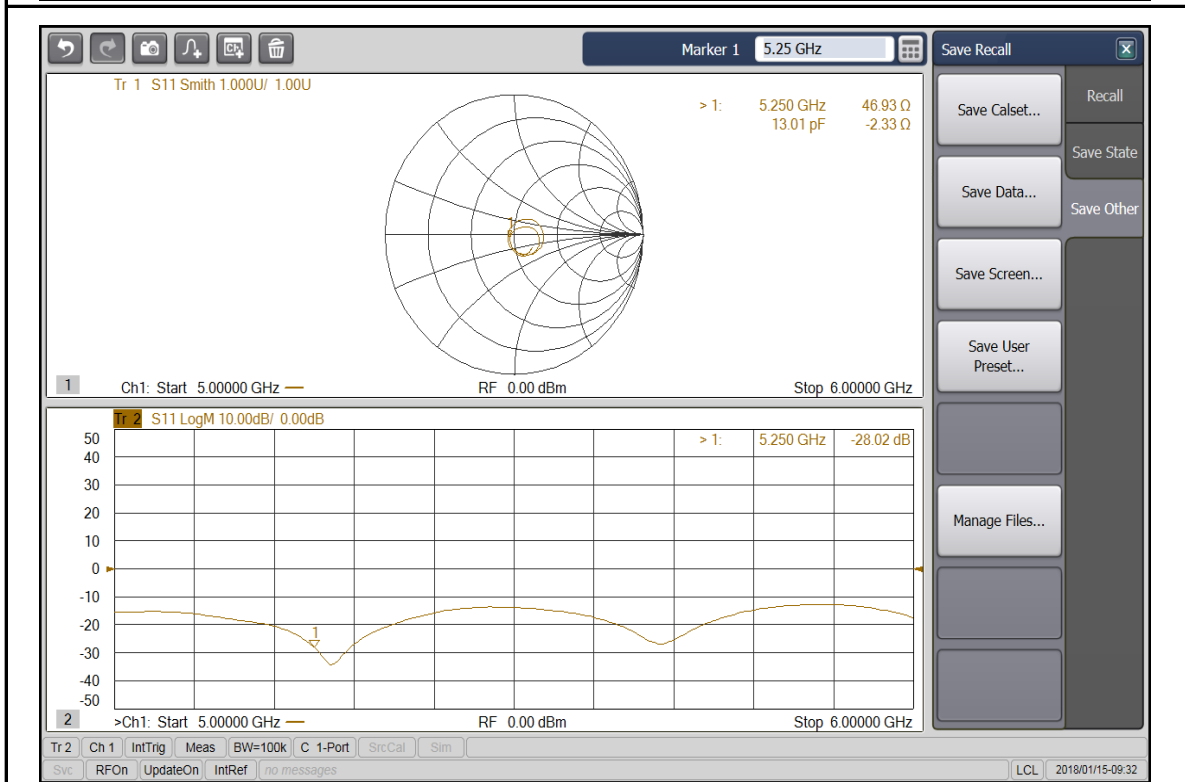 Marker 1 5.25 GHz
Save Recall
Tr 1 S11 Smith 1.000U/ 1.00U
> 1: 5.250 GHz 46.93 Ω
13.01 pF -2.33 Ω
1
1
Ch1: Start 5.00000 GHz
RF 0.00 dBm
Stop 6.00000 GHz
Tr 2 S11 LogM 10.00dB/ 0.00dB
> 1: 5.250 GHz -28.02 dB
50
40
30
20
10
0
-10
-20
-30
-40
-50
1
2
>Ch1: Start 5.00000 GHz
RF 0.00 dBm
Stop 6.00000 GHz
Save Calset...
Save Data...
Save Screen...
Save User
Preset...
Manage Files...
Recall
Save State
Save Other
Tr 2 Ch 1 IntTrig Meas BW=100k C 1-Port SrcCal Sim
Svc RFOn UpdateOn IntRef no messages LCL 2018/01/15-09:32